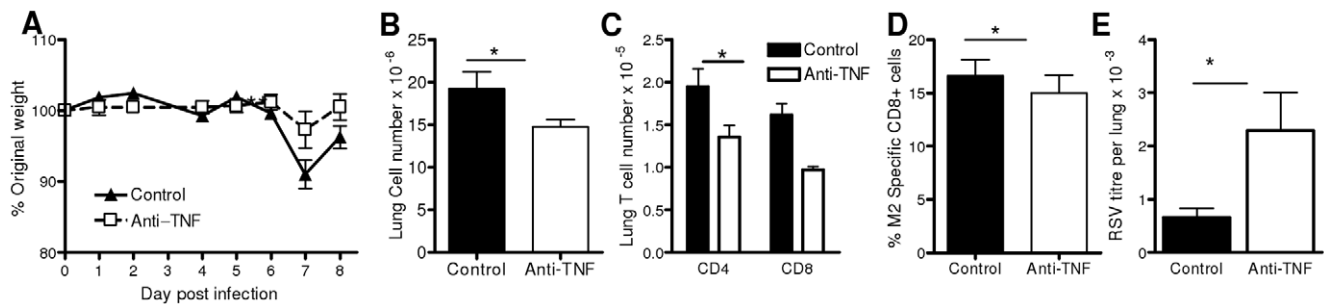 A
% Original weight
110
100
90
80
**
Control
Anti–TNF
0 1 2 3 4 5 6 7 8
Day post infection
B
Lung Cell number x 10⁻⁶
25
20
15
10
5
0
*
Control Anti-TNF
C
Lung T cell number x 10⁻⁵
2.5
2.0
1.5
1.0
0.5
0.0
*
Control
Anti-TNF
CD4 CD8
D
% M2 Specific CD8+ cells
20
15
10
5
0
*
Control Anti-TNF
E
RSV titre per lung x 10⁻³
4
3
2
1
0
*
Control Anti-TNF